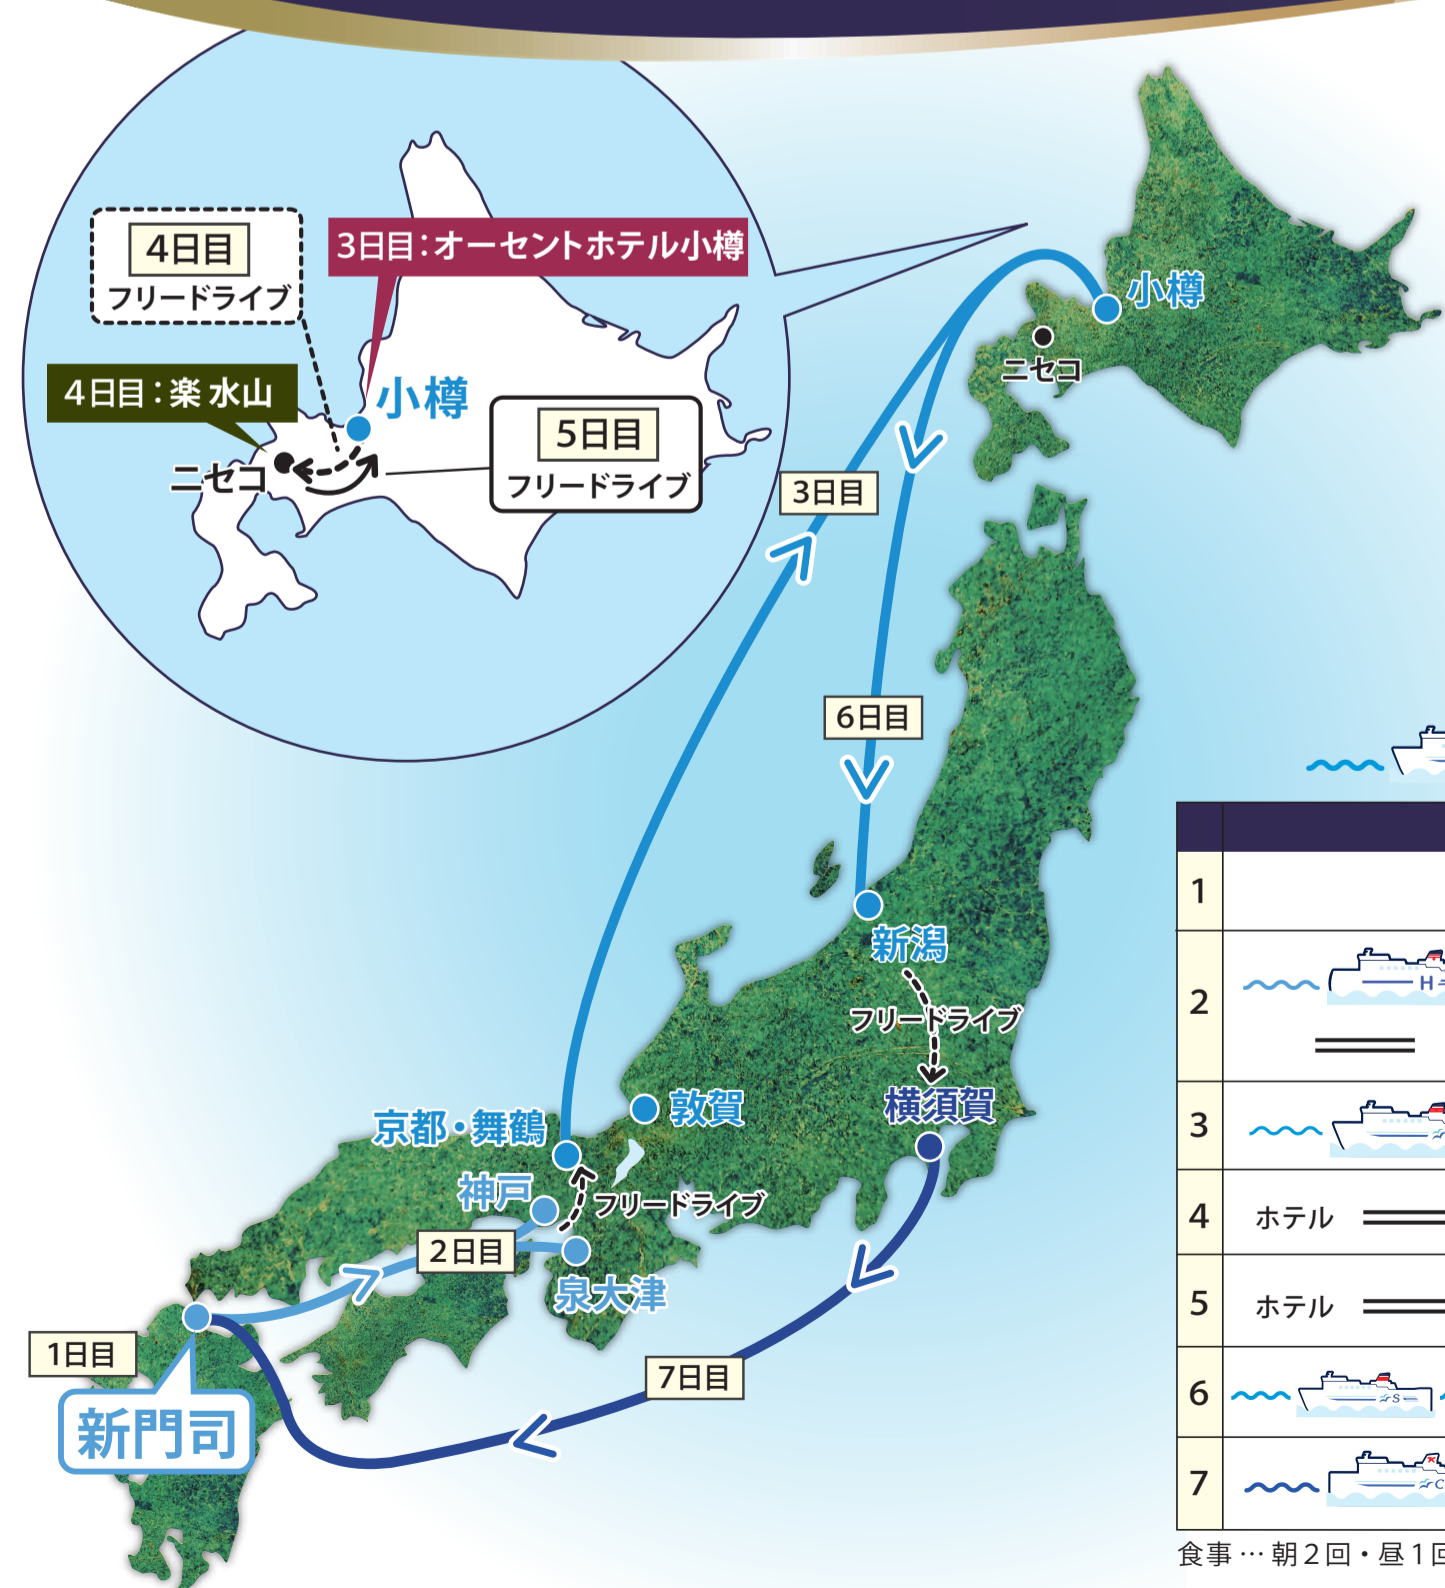 4日目
フリードライブ
3日目：オーセントホテル小樽
4日目：楽 水山
小樽
ニセコ
5日目
フリードライブ
小樽
ニセコ
3日目
6日目
新潟
フリードライブ
横須賀
敦賀
京都・舞鶴
神戸
フリードライブ
2日目
泉大津
1日目
新門司
7日目
1
2
H
3
4 ホテル
5 ホテル
6
S
7
C
食事 … 朝2回・昼1回